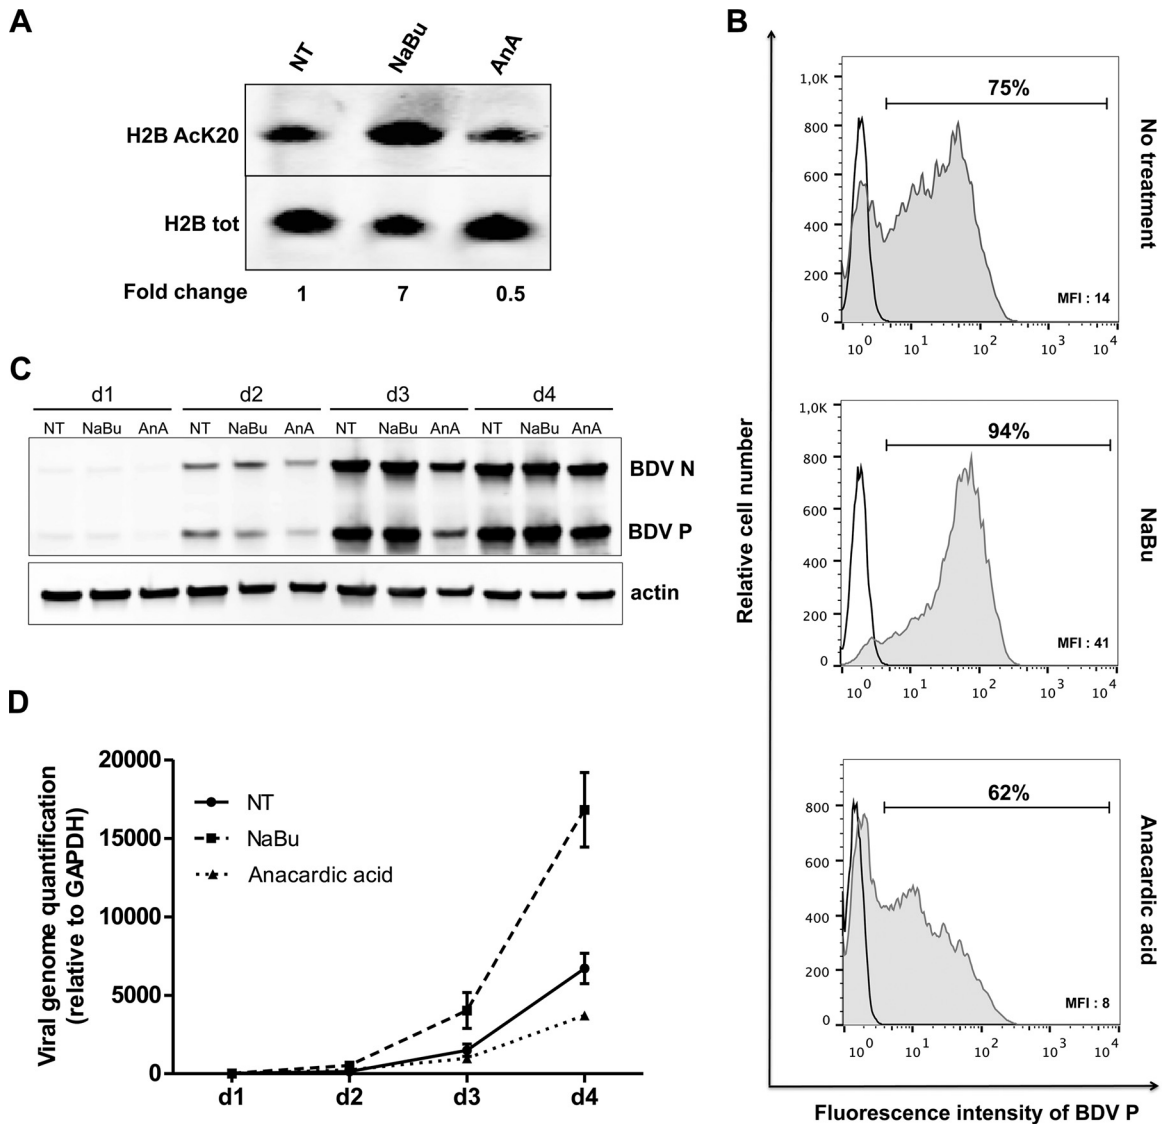 A
NT
NaBu
AnA
H2B AcK20
H2B tot
Fold change 1 7 0.5
B
Relative cell number
1,0K
800
600
400
200
0
75%
MFI : 14
10^0 10^1 10^2 10^3 10^4
No treatment
1,0K
800
600
400
200
0
94%
MFI : 41
10^0 10^1 10^2 10^3 10^4
NaBu
800
600
400
200
0
62%
MFI : 8
10^0 10^1 10^2 10^3 10^4
Anacardic acid
Fluorescence intensity of BDV P
C
d1 d2 d3 d4
NT NaBu AnA NT NaBu AnA NT NaBu AnA NT NaBu AnA
BDV N
BDV P
actin
D
Viral genome quantification
(relative to GAPDH)
20000
15000
10000
5000
0
NT
NaBu
Anacardic acid
d1 d2 d3 d4